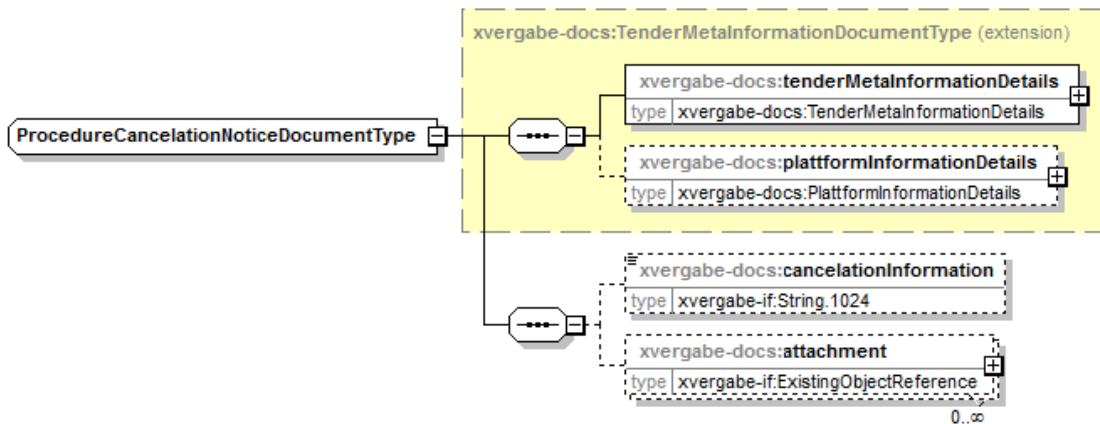 xvergabe-docs:TenderMetaInformationDocumentType (extension)
xvergabe-docs:tenderMetaInformationDetails
type xvergabe-docs:TenderMetaInformationDetails
ProcedureCancelationNoticeDocumentType
xvergabe-docs:plattformInformationDetails
type xvergabe-docs:PlattformInformationDetails
xvergabe-docs:cancelationInformation
type xvergabe-if:String.1024
xvergabe-docs:attachment
type xvergabe-if:ExistingObjectReference
0..∞